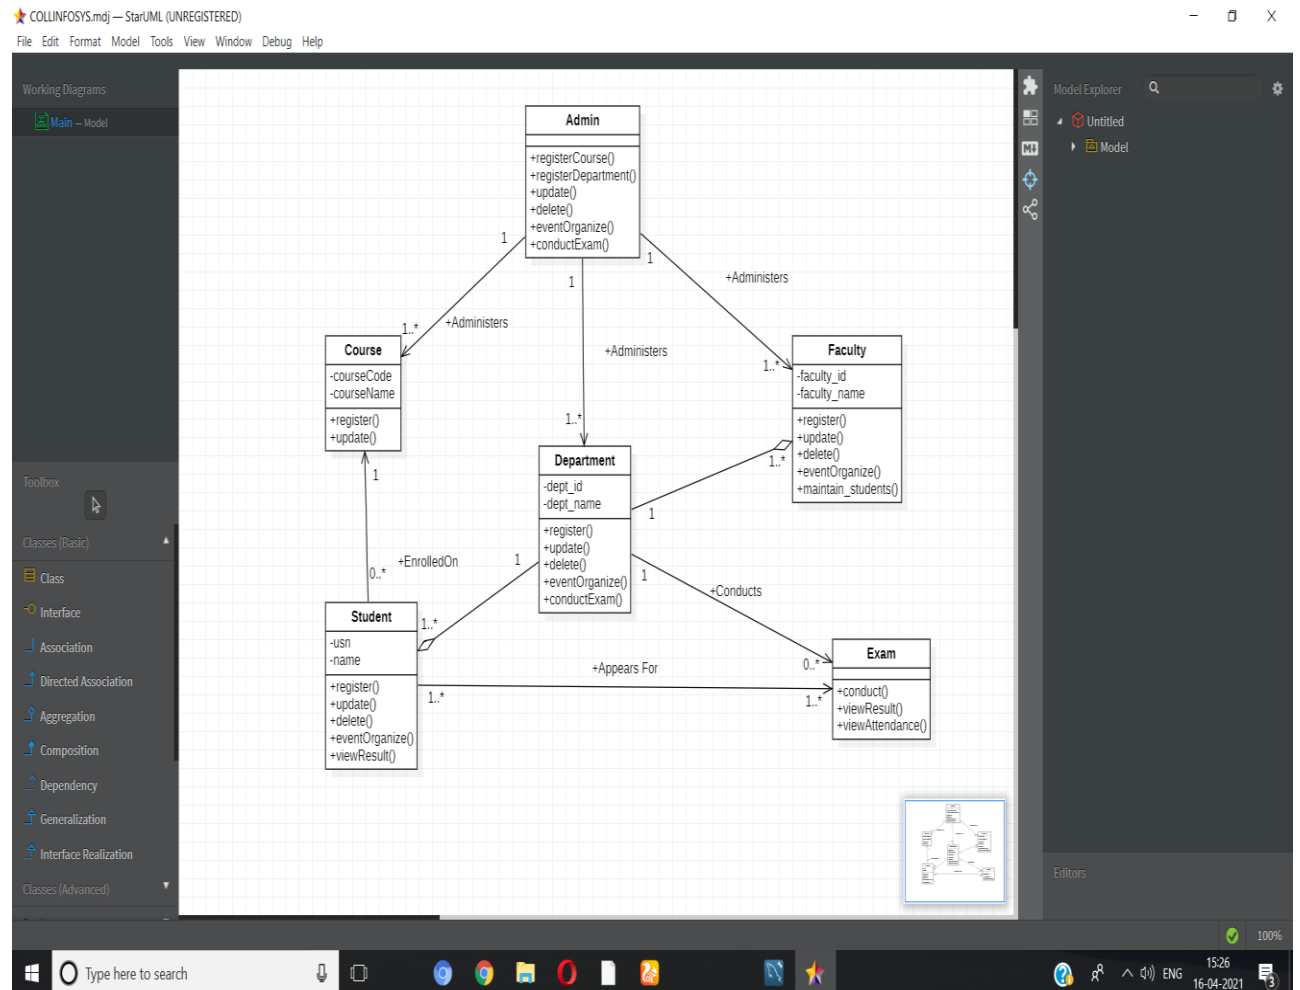 COLLINFOSYS.mdj — StarUML (UNREGISTERED)
File Edit Format Model Tools View Window Debug Help
Working Diagrams
Main — Model
Toolbox
Classes (Basic)
Class
Interface
Association
Directed Association
Aggregation
Composition
Dependency
Generalization
Interface Realization
Classes (Advanced)
Admin
+registerCourse()
+registerDepartment()
+update()
+delete()
+eventOrganize()
+conductExam()
1
1
1
+Administers
+Administers
+Administers
1..*
1..*
1..*
Course
-courseCode
-courseName
+register()
+update()
Faculty
-faculty_id
-faculty_name
+register()
+update()
+delete()
+eventOrganize()
+maintain_students()
Department
-dept_id
-dept_name
+register()
+update()
+delete()
+eventOrganize()
+conductExam()
1..*
1
1
0..*
+EnrolledOn
1
1..*
1
+Conducts
0..*
Student
-usn
-name
+register()
+update()
+delete()
+eventOrganize()
+viewResult()
+Appears For
1..*
1..*
Exam
+conduct()
+viewResult()
+viewAttendance()
Model Explorer
Untitled
Model
M↓
Editors
100%
Type here to search
ENG
15:26
16-04-2021
3